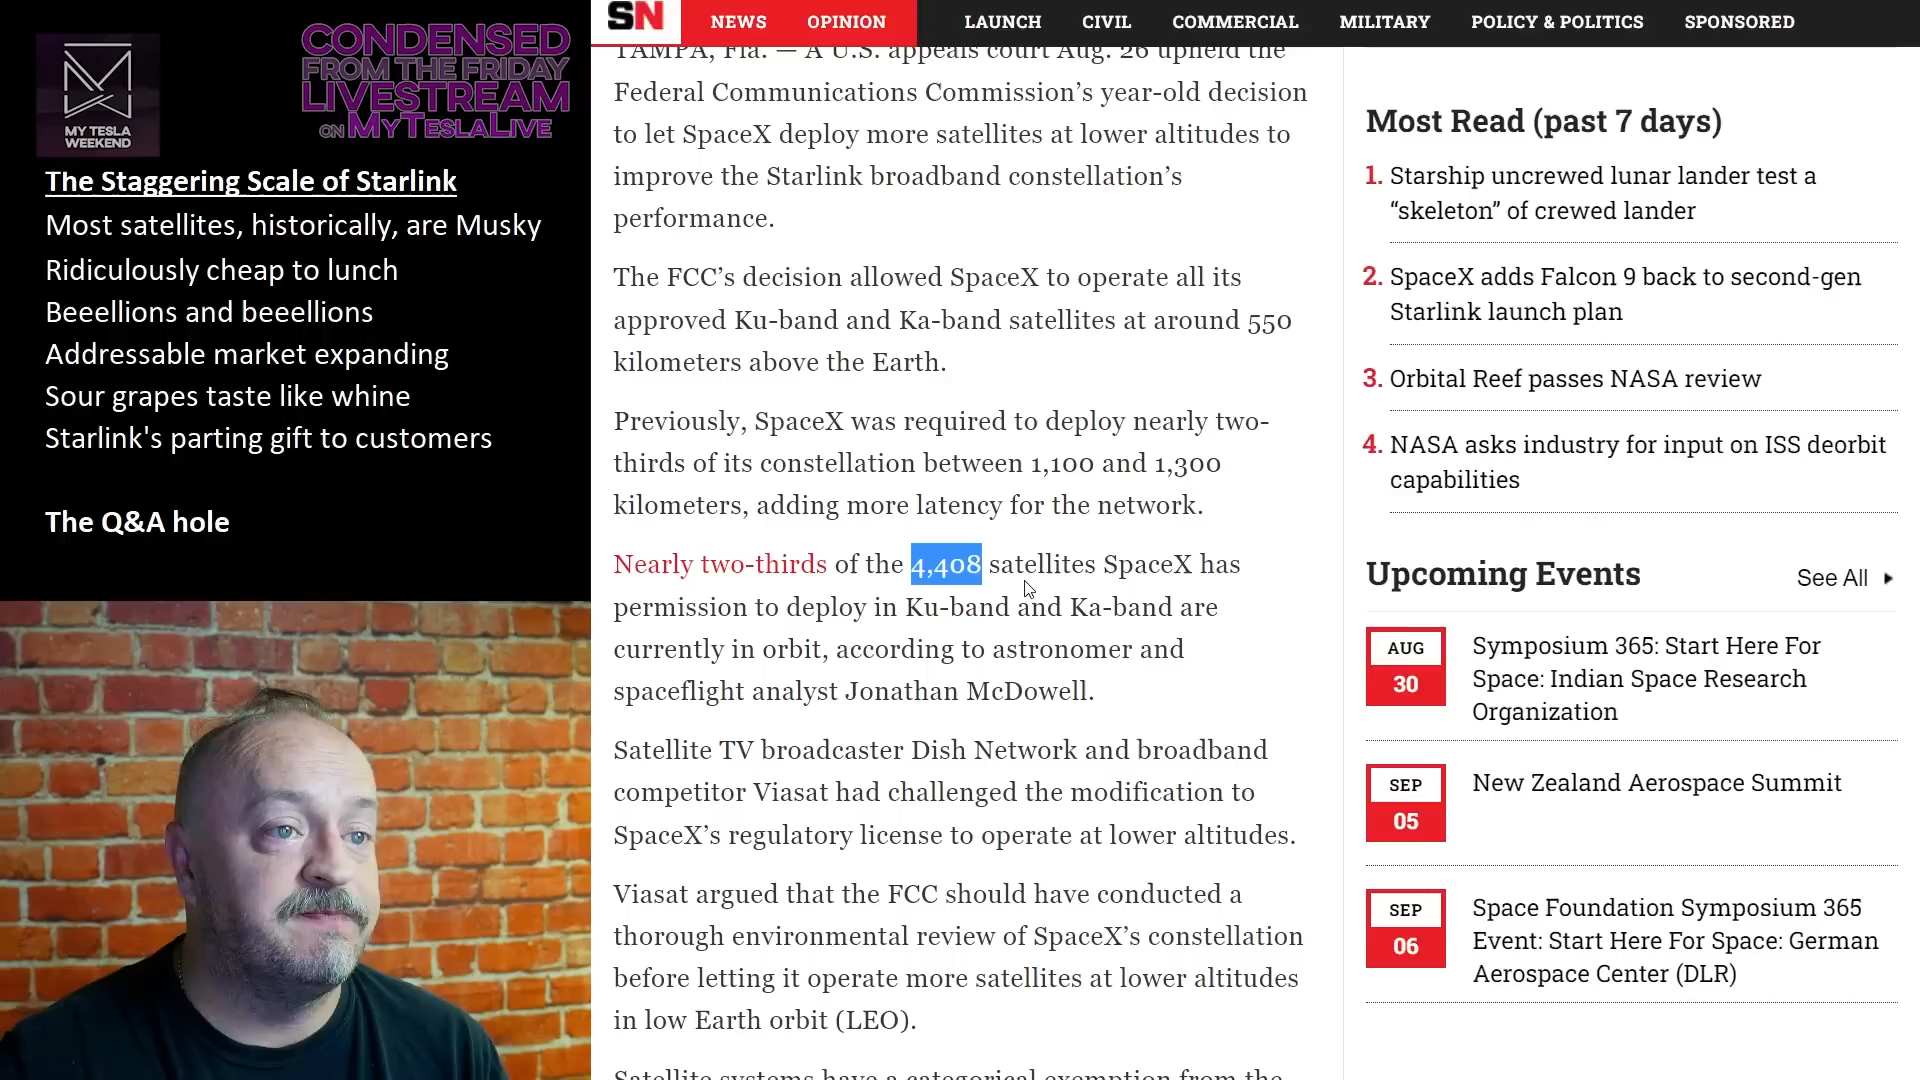 MY TESLA
WEEKEND
CONDENSED
FROM THE FRIDAY
LIVESTREAM
ON MYTESLALIVE
The Staggering Scale of Starlink
Most satellites, historically, are Musky
Ridiculously cheap to lunch
Beeellions and beeellions
Addressable market expanding
Sour grapes taste like whine
Starlink's parting gift to customers
The Q&A hole
SN
NEWS
OPINION
LAUNCH
CIVIL
COMMERCIAL
MILITARY
POLICY & POLITICS
SPONSORED
TAMPA, Fla. — A U.S. appeals court Aug. 26 upheld the
Federal Communications Commission’s year-old decision
to let SpaceX deploy more satellites at lower altitudes to
improve the Starlink broadband constellation’s
performance.
The FCC’s decision allowed SpaceX to operate all its
approved Ku-band and Ka-band satellites at around 550
kilometers above the Earth.
Previously, SpaceX was required to deploy nearly two-
thirds of its constellation between 1,100 and 1,300
kilometers, adding more latency for the network.
Nearly two-thirds of the 4,408 satellites SpaceX has
permission to deploy in Ku-band and Ka-band are
currently in orbit, according to astronomer and
spaceflight analyst Jonathan McDowell.
Satellite TV broadcaster Dish Network and broadband
competitor Viasat had challenged the modification to
SpaceX’s regulatory license to operate at lower altitudes.
Viasat argued that the FCC should have conducted a
thorough environmental review of SpaceX’s constellation
before letting it operate more satellites at lower altitudes
in low Earth orbit (LEO).
Satellite systems have a categorical exemption from the
Most Read (past 7 days)
1. Starship uncrewed lunar lander test a
“skeleton” of crewed lander
2. SpaceX adds Falcon 9 back to second-gen
Starlink launch plan
3. Orbital Reef passes NASA review
4. NASA asks industry for input on ISS deorbit
capabilities
Upcoming Events
See All
AUG
30
Symposium 365: Start Here For
Space: Indian Space Research
Organization
SEP
05
New Zealand Aerospace Summit
SEP
06
Space Foundation Symposium 365
Event: Start Here For Space: German
Aerospace Center (DLR)